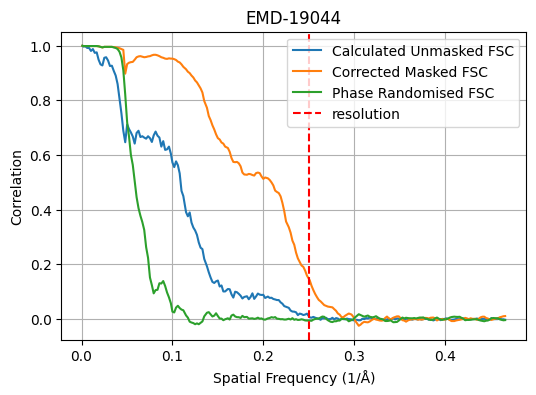 EMD-19044
Calculated Unmasked FSC
Corrected Masked FSC
Phase Randomised FSC
resolution
Correlation
1.0
0.8
0.6
0.4
0.2
0.0
0.0 0.1 0.2 0.3 0.4
Spatial Frequency (1/Å)